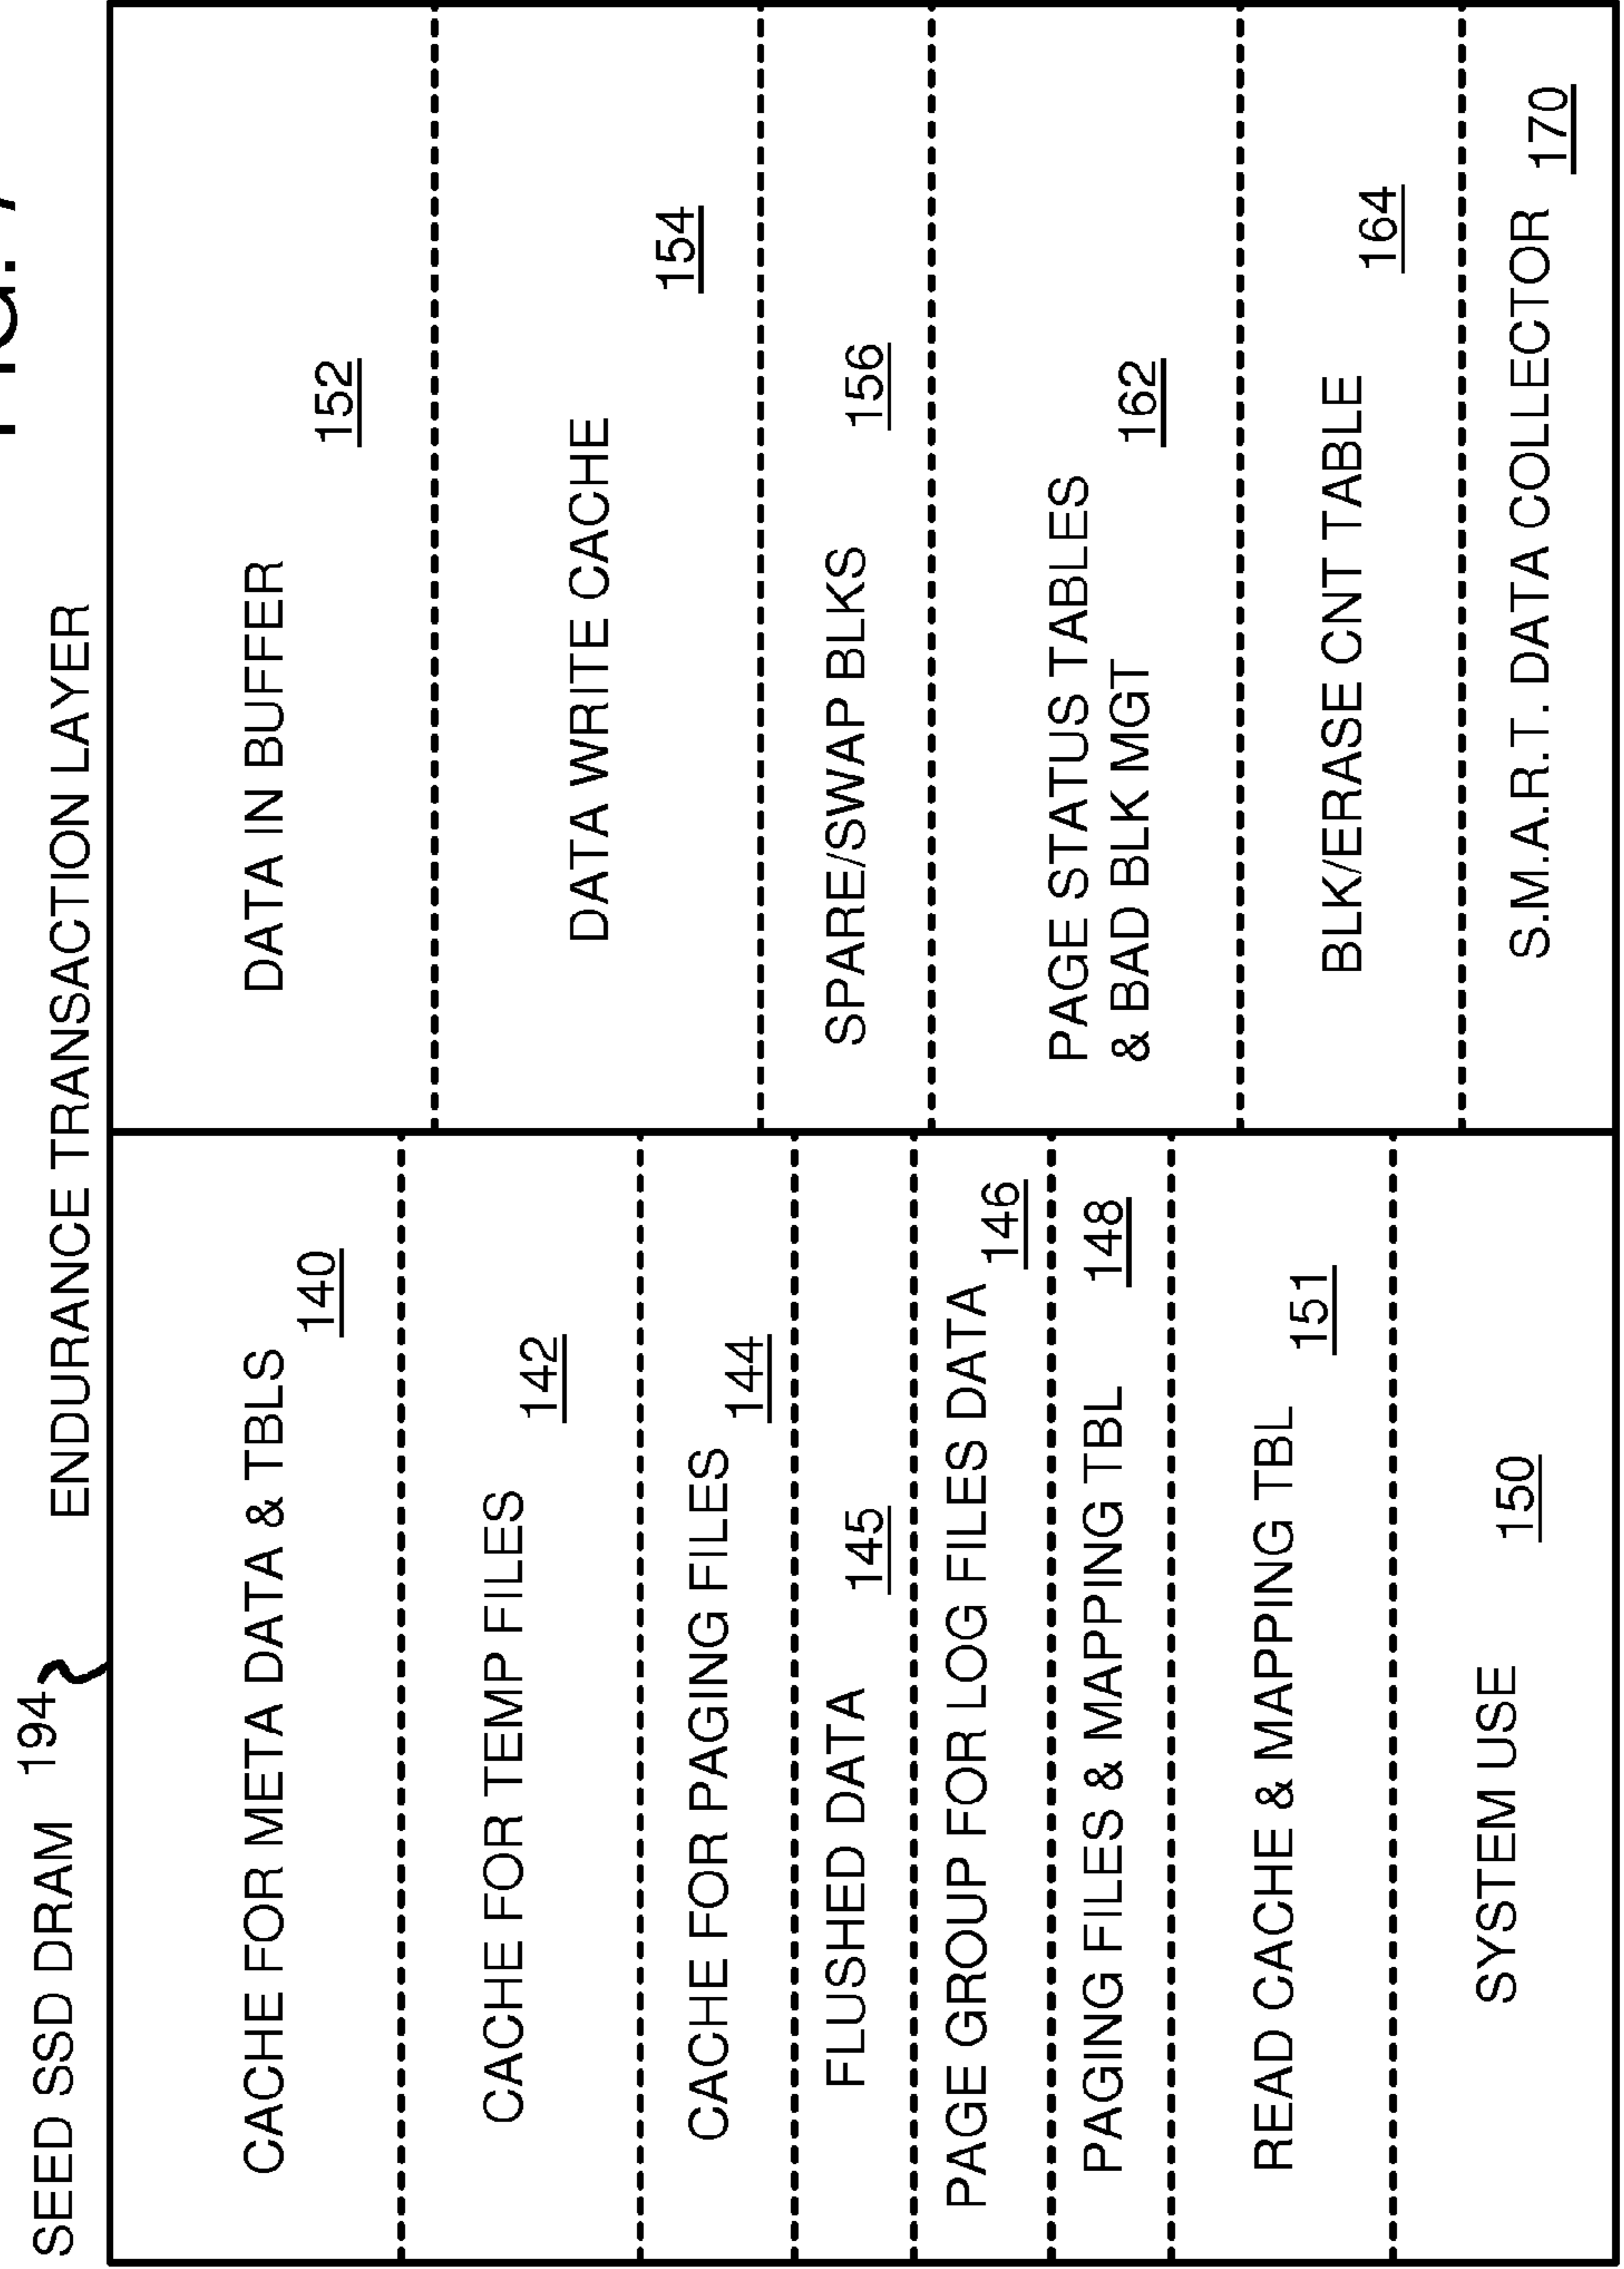 SEED SSD DRAM 194
ENDURANCE TRANSACTION LAYER
CACHE FOR META DATA & TBLS
140
CACHE FOR TEMP FILES
142
CACHE FOR PAGING FILES
144
FLUSHED DATA 145
PAGE GROUP FOR LOG FILES DATA 146
PAGING FILES & MAPPING TBL 148
READ CACHE & MAPPING TBL
151
SYSTEM USE 150
DATA IN BUFFER
152
DATA WRITE CACHE
154
SPARE/SWAP BLKS 156
PAGE STATUS TABLES
& BAD BLK MGT 162
BLK/ERASE CNT TABLE
164
S.M.A.R.T. DATA COLLECTOR 170